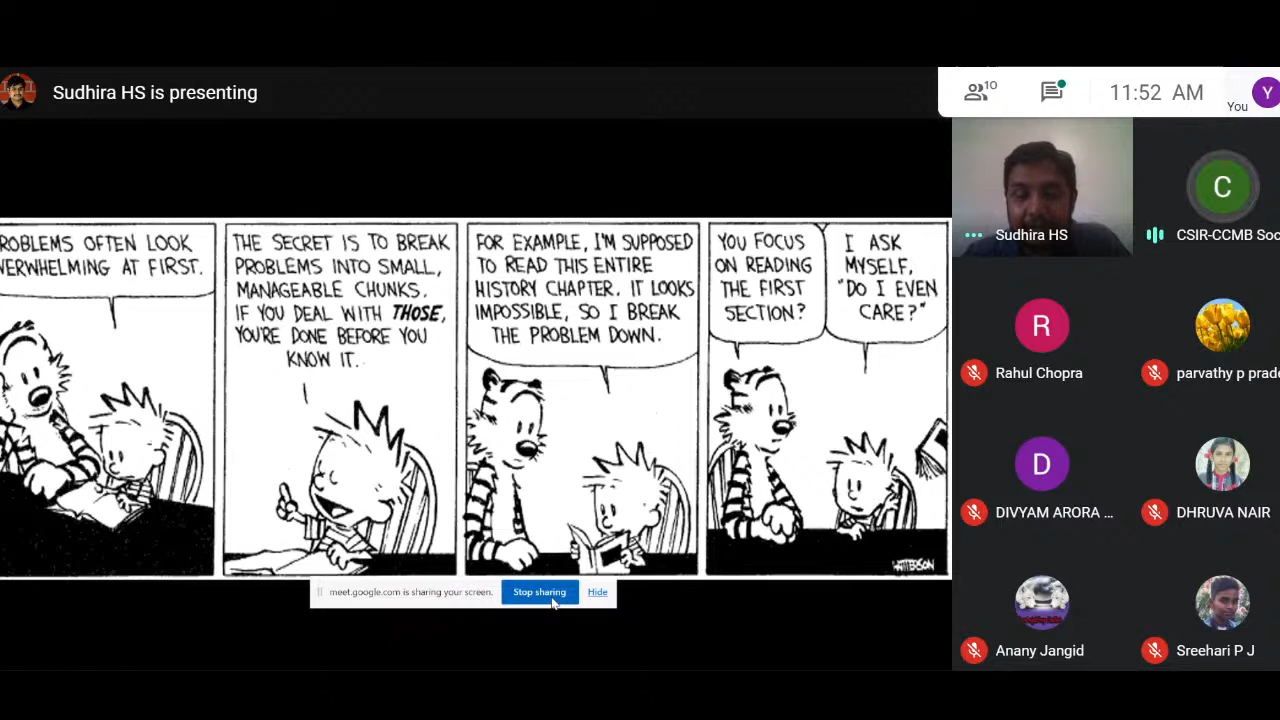 Sudhira HS is presenting
10
11:52 AM
You
Y
ROBLEMS OFTEN LOOK
VERWHELMING AT FIRST.
THE SECRET IS TO BREAK
PROBLEMS INTO SMALL,
MANAGEABLE CHUNKS.
IF YOU DEAL WITH THOSE,
YOU'RE DONE BEFORE YOU
KNOW IT.
FOR EXAMPLE, I'M SUPPOSED
TO READ THIS ENTIRE
HISTORY CHAPTER. IT LOOKS
IMPOSSIBLE, SO I BREAK
THE PROBLEM DOWN.
YOU FOCUS
ON READING
THE FIRST
SECTION?
I ASK
MYSELF,
"DO I EVEN
CARE?"
WATTERSON
meet.google.com is sharing your screen.
Stop sharing
Hide
Sudhira HS
C
CSIR-CCMB Soc
R
Rahul Chopra
parvathy p prade
D
DIVYAM ARORA ...
DHRUVA NAIR
Anany Jangid
Sreehari P J